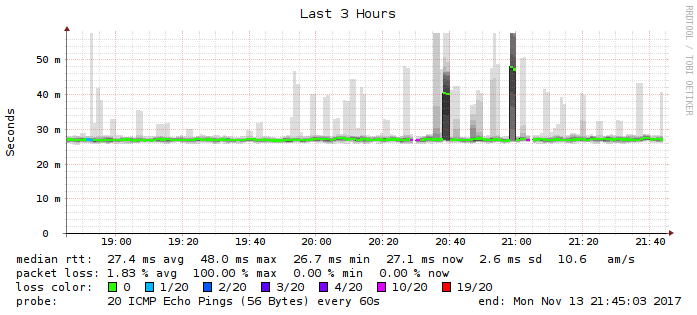 Last 3 Hours
RRDTOOL / TOBI OETIKER
Seconds
50 m
40 m
30 m
20 m
10 m
0
19:00 19:20 19:40 20:00 20:20 20:40 21:00 21:20 21:40
median rtt: 27.4 ms avg 48.0 ms max 26.7 ms min 27.1 ms now 2.6 ms sd 10.6 am/s
packet loss: 1.83 % avg 100.00 % max 0.00 % min 0.00 % now
loss color: 0 1/20 2/20 3/20 4/20 10/20 19/20
probe: 20 ICMP Echo Pings (56 Bytes) every 60s end: Mon Nov 13 21:45:03 2017